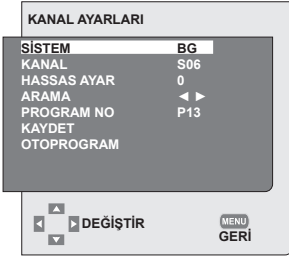 KANAL AYARLARI
SİSTEM BG
KANAL S06
HASSAS AYAR 0
ARAMA ◄ ►
PROGRAM NO P13
KAYDET
OTOPROGRAM
DEĞİŞTİR MENU
GERİ